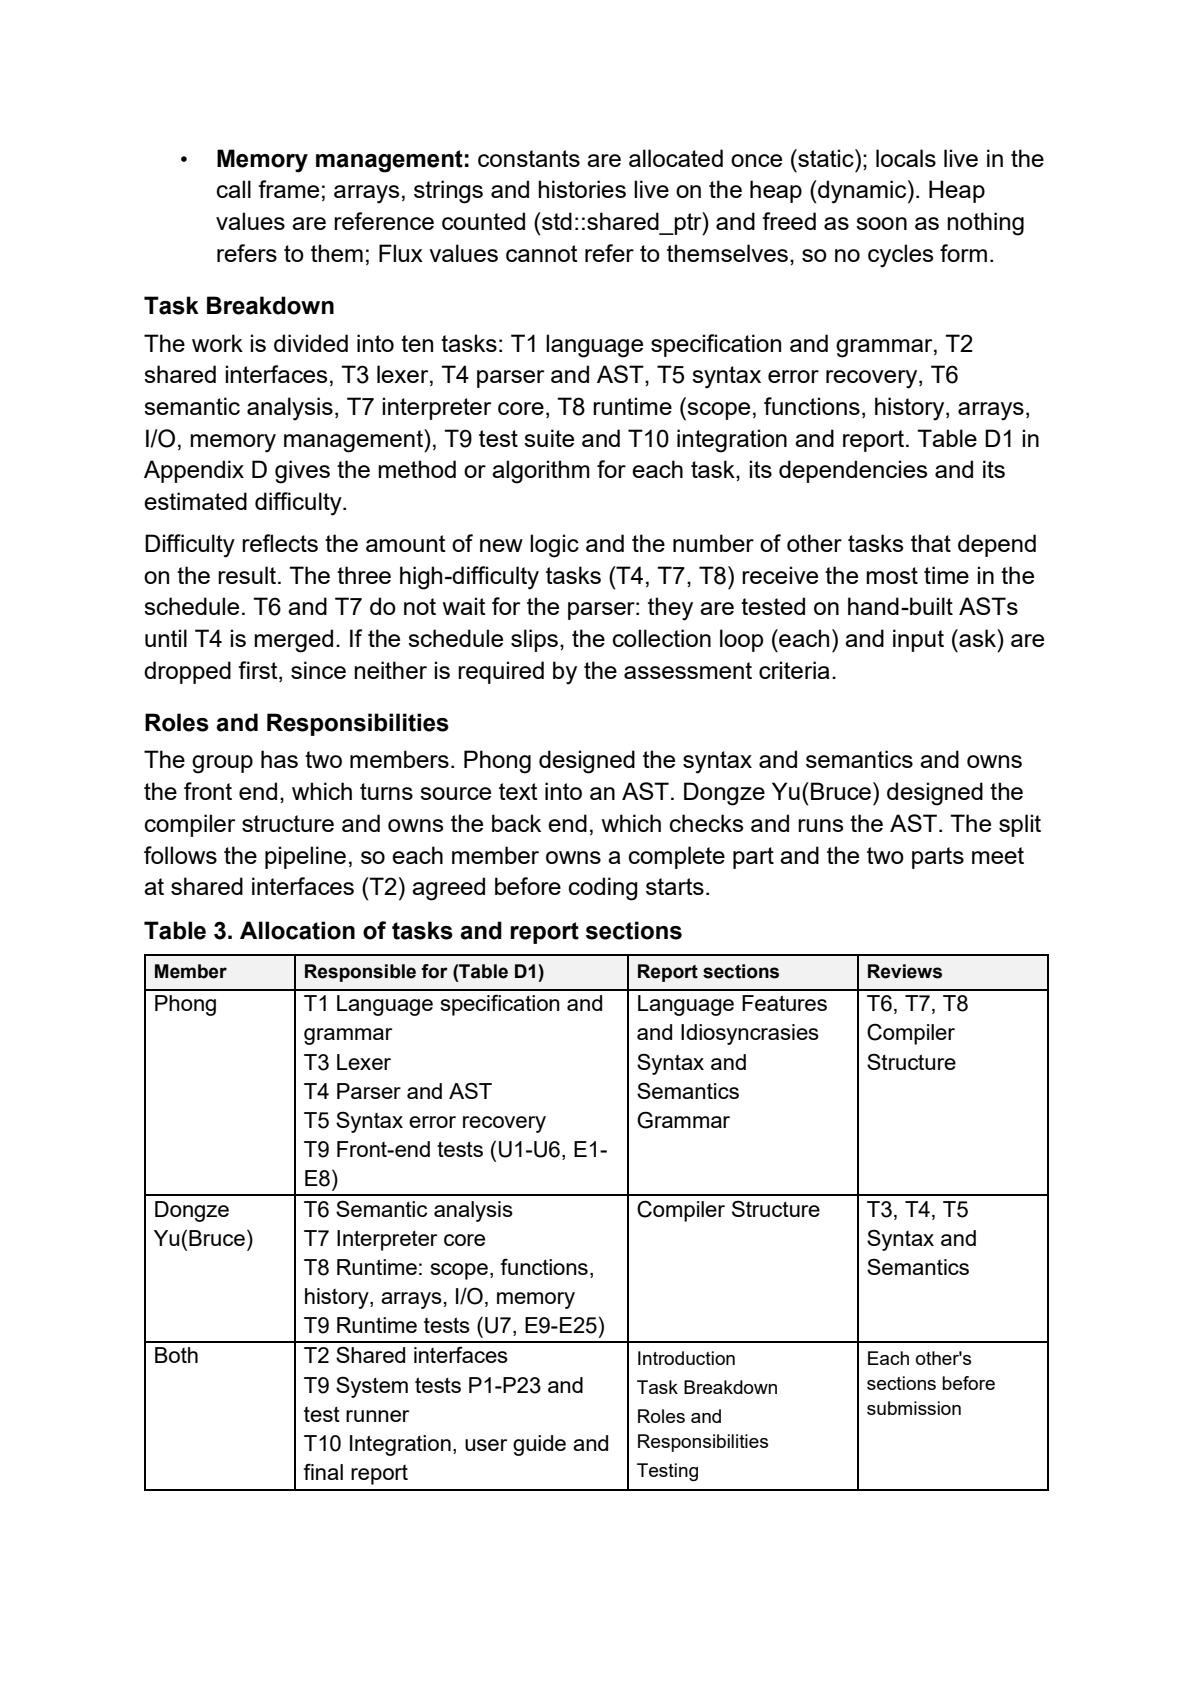 • Memory management: constants are allocated once (static); locals live in the
call frame; arrays, strings and histories live on the heap (dynamic). Heap
values are reference counted (std::shared_ptr) and freed as soon as nothing
refers to them; Flux values cannot refer to themselves, so no cycles form.
Task Breakdown
The work is divided into ten tasks: T1 language specification and grammar, T2
shared interfaces, T3 lexer, T4 parser and AST, T5 syntax error recovery, T6
semantic analysis, T7 interpreter core, T8 runtime (scope, functions, history, arrays,
I/O, memory management), T9 test suite and T10 integration and report. Table D1 in
Appendix D gives the method or algorithm for each task, its dependencies and its
estimated difficulty.
Difficulty reflects the amount of new logic and the number of other tasks that depend
on the result. The three high-difficulty tasks (T4, T7, T8) receive the most time in the
schedule. T6 and T7 do not wait for the parser: they are tested on hand-built ASTs
until T4 is merged. If the schedule slips, the collection loop (each) and input (ask) are
dropped first, since neither is required by the assessment criteria.
Roles and Responsibilities
The group has two members. Phong designed the syntax and semantics and owns
the front end, which turns source text into an AST. Dongze Yu(Bruce) designed the
compiler structure and owns the back end, which checks and runs the AST. The split
follows the pipeline, so each member owns a complete part and the two parts meet
at shared interfaces (T2) agreed before coding starts.
Table 3. Allocation of tasks and report sections
Member
Responsible for (Table D1)
Report sections
Reviews
Phong
T1 Language specification and
grammar
T3 Lexer
T4 Parser and AST
T5 Syntax error recovery
T9 Front-end tests (U1-U6, E1-
E8)
Language Features
and Idiosyncrasies
Syntax and
Semantics
Grammar
T6, T7, T8
Compiler
Structure
Dongze
Yu(Bruce)
T6 Semantic analysis
T7 Interpreter core
T8 Runtime: scope, functions,
history, arrays, I/O, memory
T9 Runtime tests (U7, E9-E25)
Compiler Structure
T3, T4, T5
Syntax and
Semantics
Both
T2 Shared interfaces
T9 System tests P1-P23 and
test runner
T10 Integration, user guide and
final report
Introduction
Task Breakdown
Roles and
Responsibilities
Testing
Each other's
sections before
submission